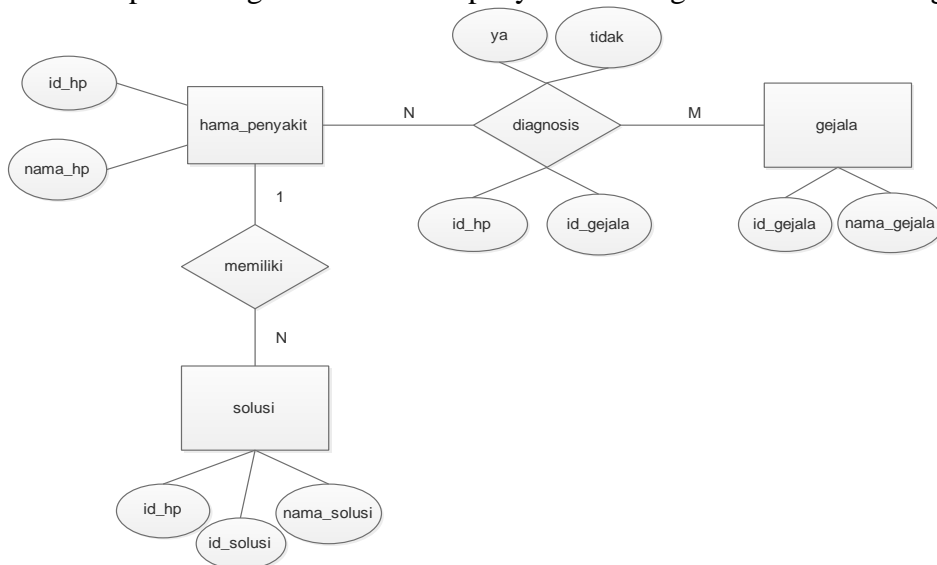 ya
tidak
id_hp
hama_penyakit
N
diagnosis
M
gejala
nama_hp
1
id_hp
id_gejala
id_gejala
nama_gejala
memiliki
N
solusi
id_hp
nama_solusi
id_solusi